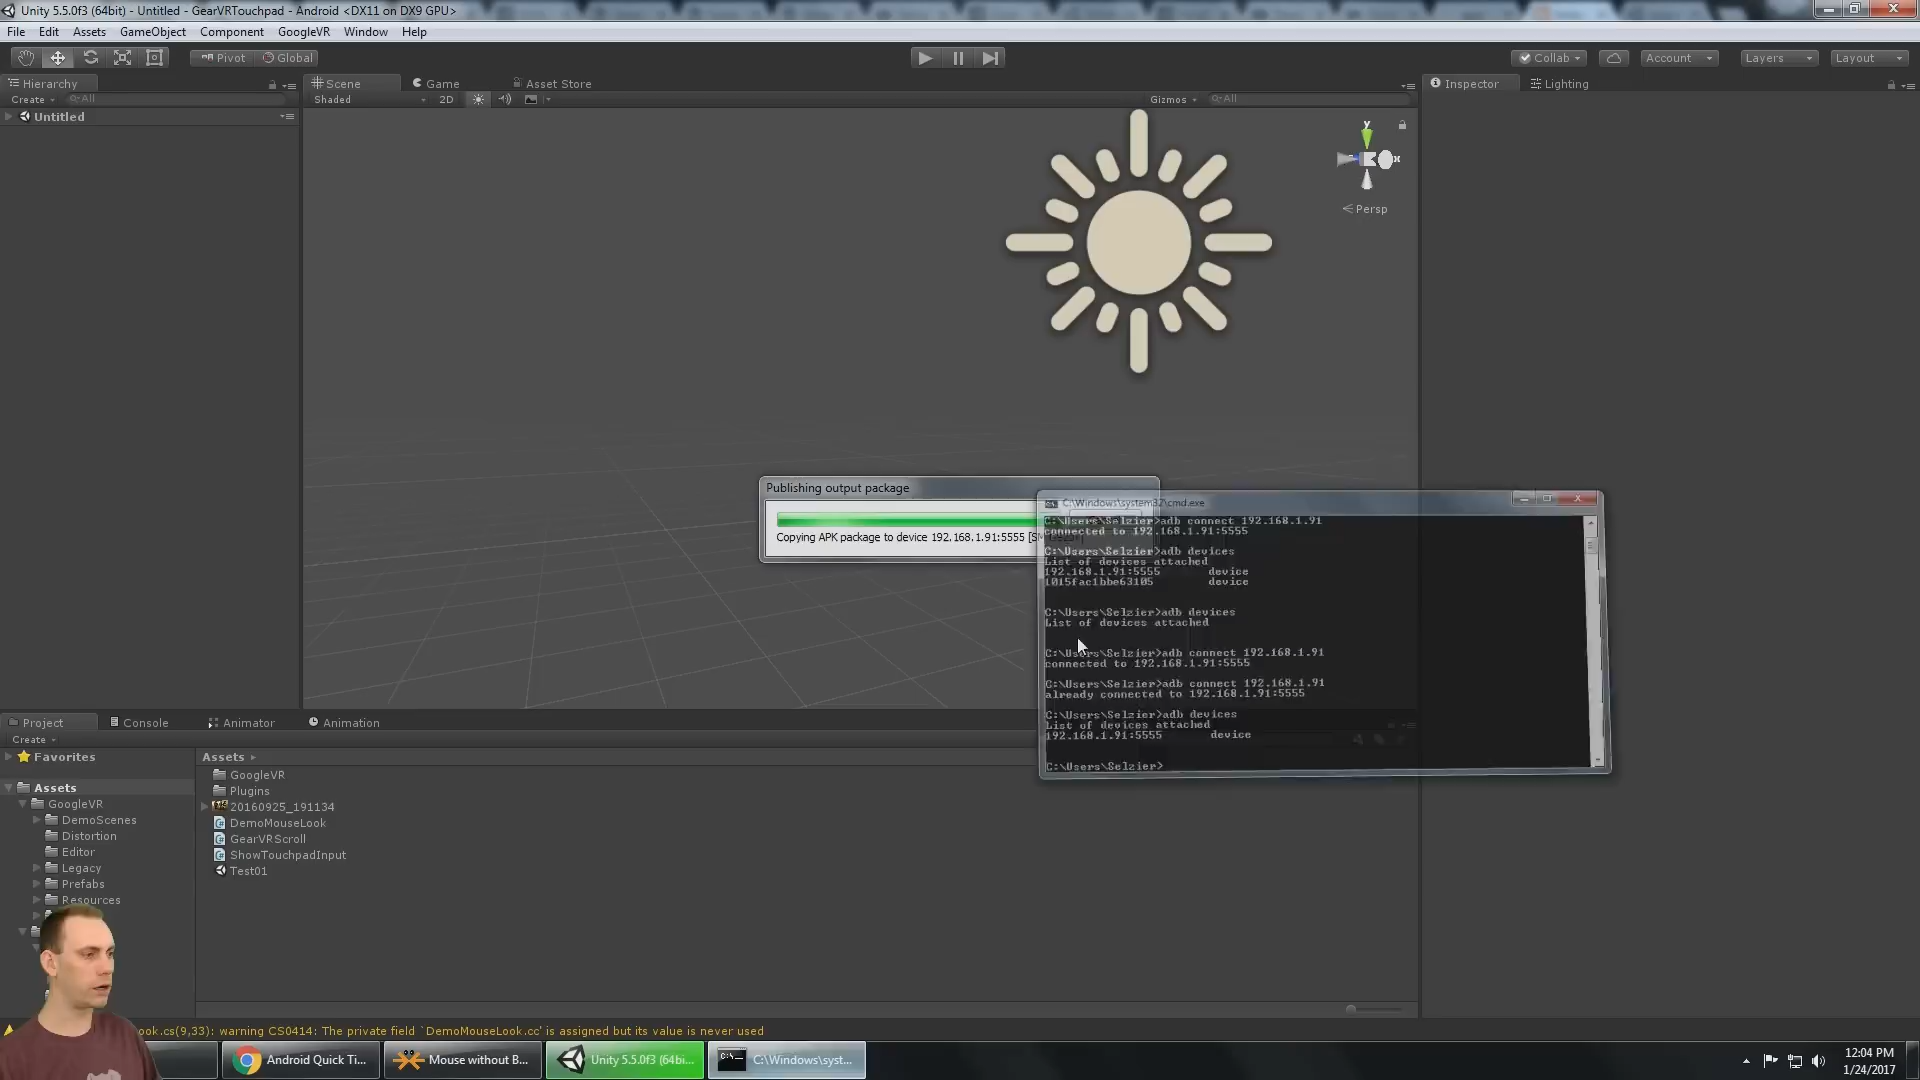 Unity 5.5.0f3 (64bit) - Untitled - GearVRTouchpad - Android <DX11 on DX9 GPU>
File Edit Assets GameObject Component GoogleVR Window Help
Pivot Global Collab Account Layers Layout
Hierarchy
Create All
Untitled
Scene Game Asset Store
Shaded 2D Gizmos All
y
x
Persp
Inspector Lighting
Publishing output package
Copying APK package to device 192.168.1.91:5555
C:\Windows\system32\cmd.exe
C:\Users\Selzier>adb connect 192.168.1.91
connected to 192.168.1.91:5555
C:\Users\Selzier>adb devices
List of devices attached
192.168.1.91:5555 device
1015fac1bbe63105 device
C:\Users\Selzier>adb devices
List of devices attached
C:\Users\Selzier>adb connect 192.168.1.91
connected to 192.168.1.91:5555
C:\Users\Selzier>adb connect 192.168.1.91
already connected to 192.168.1.91:5555
C:\Users\Selzier>adb devices
List of devices attached
192.168.1.91:5555 device
C:\Users\Selzier>
Project Console Animator Animation
Create
Favorites
Assets
GoogleVR
DemoScenes
Distortion
Editor
Legacy
Prefabs
Resources
Assets
GoogleVR
Plugins
20160925_191134
DemoMouseLook
GearVRScroll
ShowTouchpadInput
Test01
ook.cs(9,33): warning CS0414: The private field `DemoMouseLook.cc' is assigned but its value is never used
Android Quick Ti...
Mouse without B...
Unity 5.5.0f3 (64bi...
C:\Windows\syst...
12:04 PM
1/24/2017